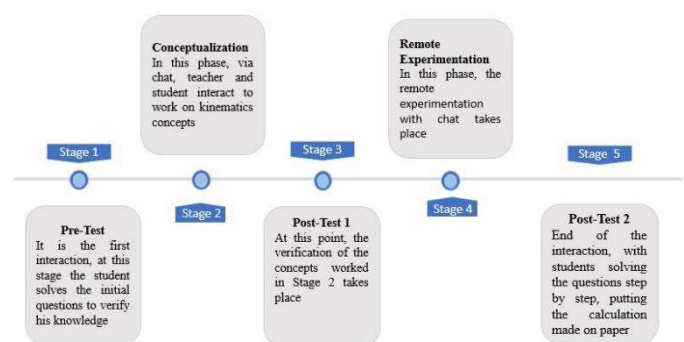 Conceptualization
In this phase, via
chat, teacher and
student interact to
work on kinematics
concepts
Remote
Experimentation
In this phase, the
remote
experimentation
with chat takes
place
Stage 1
Stage 3
Stage 5
Stage 2
Stage 4
Pre-Test
It is the first
interaction, at this
stage the student
solves the initial
questions to verify
his knowledge
Post-Test 1
At this point, the
verification of the
concepts worked
in Stage 2 takes
place
Post-Test 2
End of the
interaction, with
students solving
the questions step
by step, putting
the calculation
made on paper